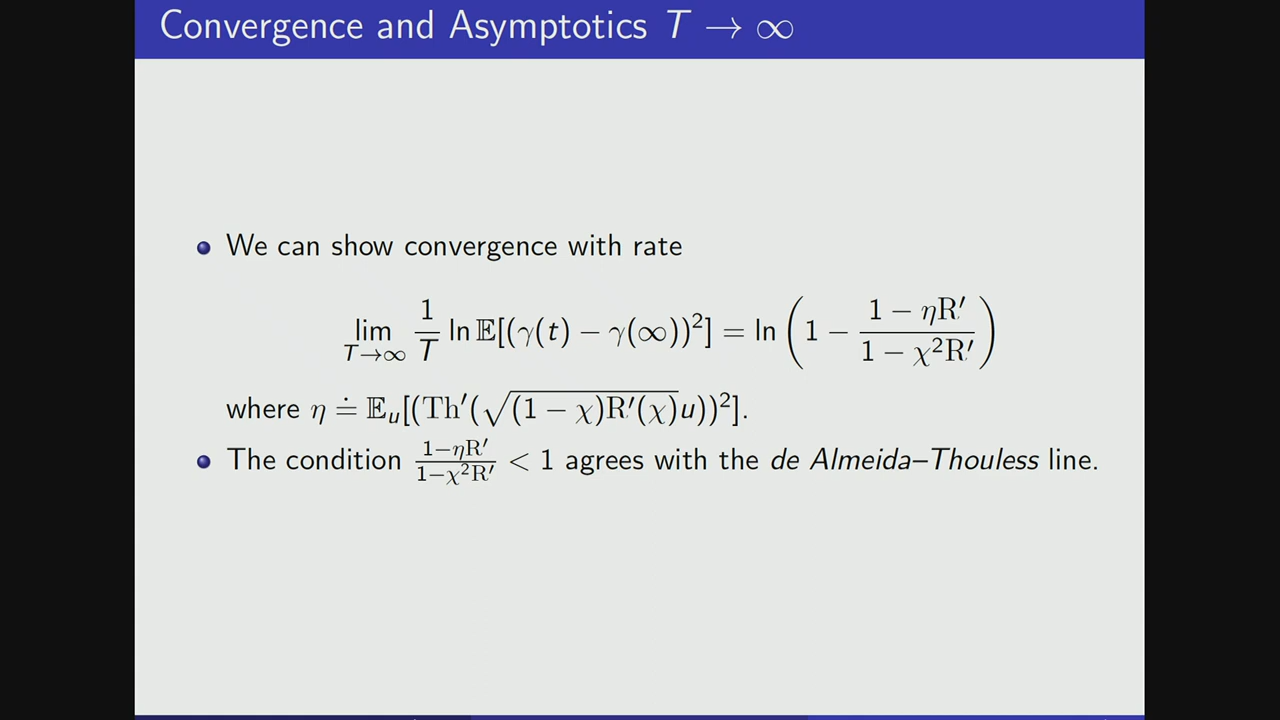 Convergence and Asymptotics T → ∞
• We can show convergence with rate
lim_{T→∞} 1/T ln 𝔼[(γ(t) − γ(∞))²] = ln(1 − (1 − ηR′)/(1 − χ²R′))
where η ≐ 𝔼ᵤ[(Th′(√((1 − χ)R′(χ))u))²].
• The condition (1−ηR′)/(1−χ²R′) < 1 agrees with the de Almeida–Thouless line.